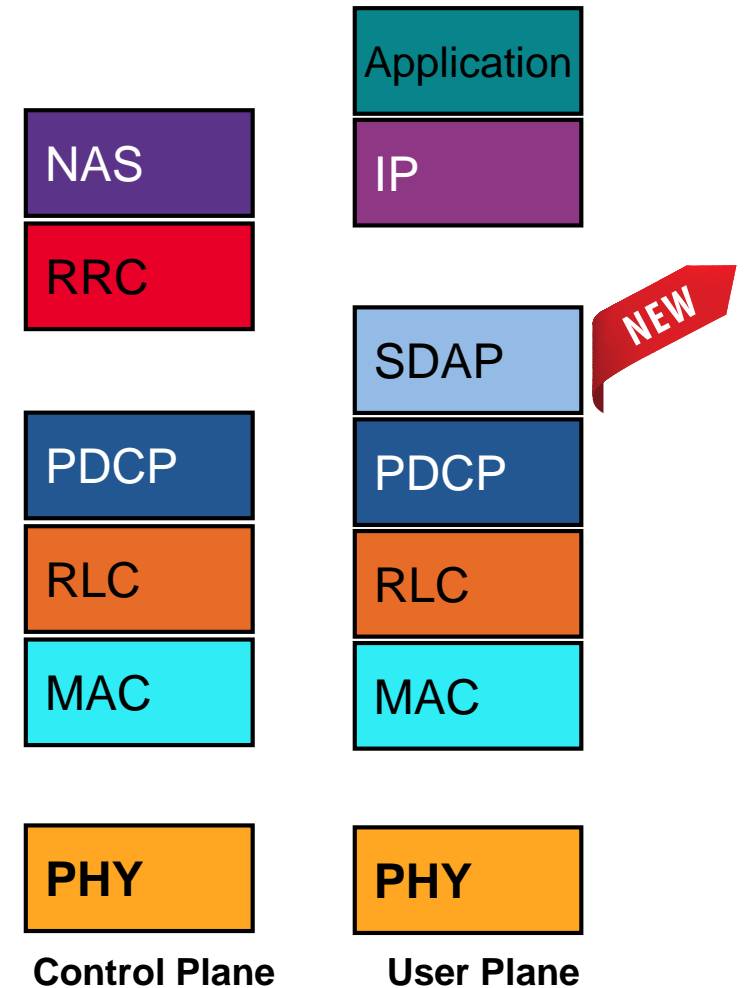 NAS
RRC
PDCP
RLC
MAC
PHY
Control Plane
Application
IP
SDAP
NEW
PDCP
RLC
MAC
PHY
User Plane